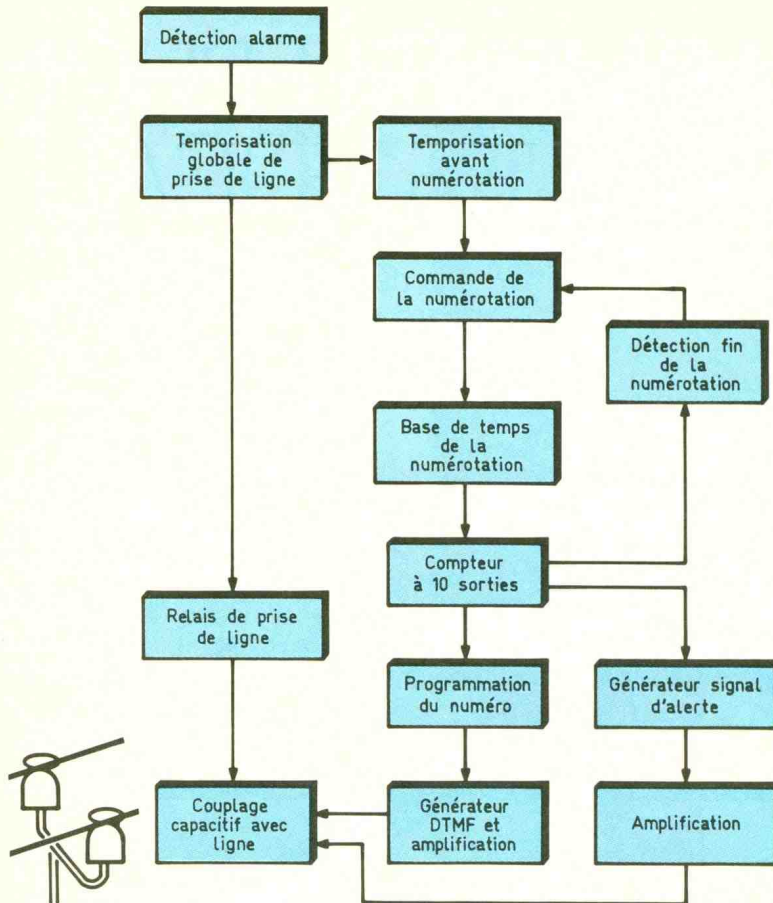 Détection alarme
Temporisation
globale de
prise de ligne
Temporisation
avant
numérotation
Commande de
la numérotation
Détection fin
de la
numérotation
Base de temps
de la
numérotation
Compteur
à 10 sorties
Relais de prise
de ligne
Programmation
du numéro
Générateur signal
d'alerte
Couplage
capacitif avec
ligne
Générateur
DTMF et
amplification
Amplification